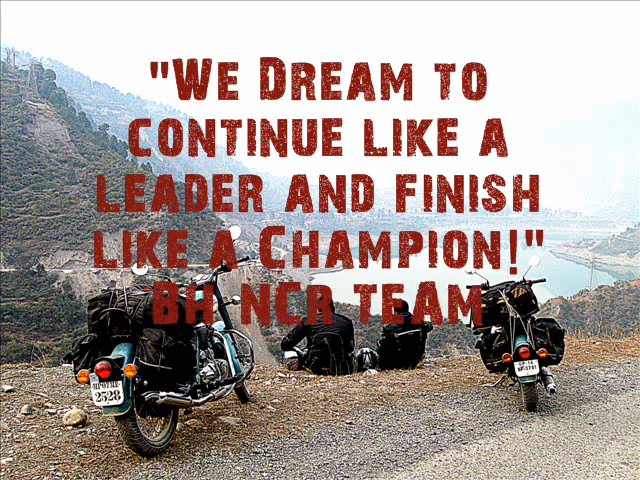 "We Dream to
continue like a
leader and finish
like a Champion!"
BH NCR TEAM
2528